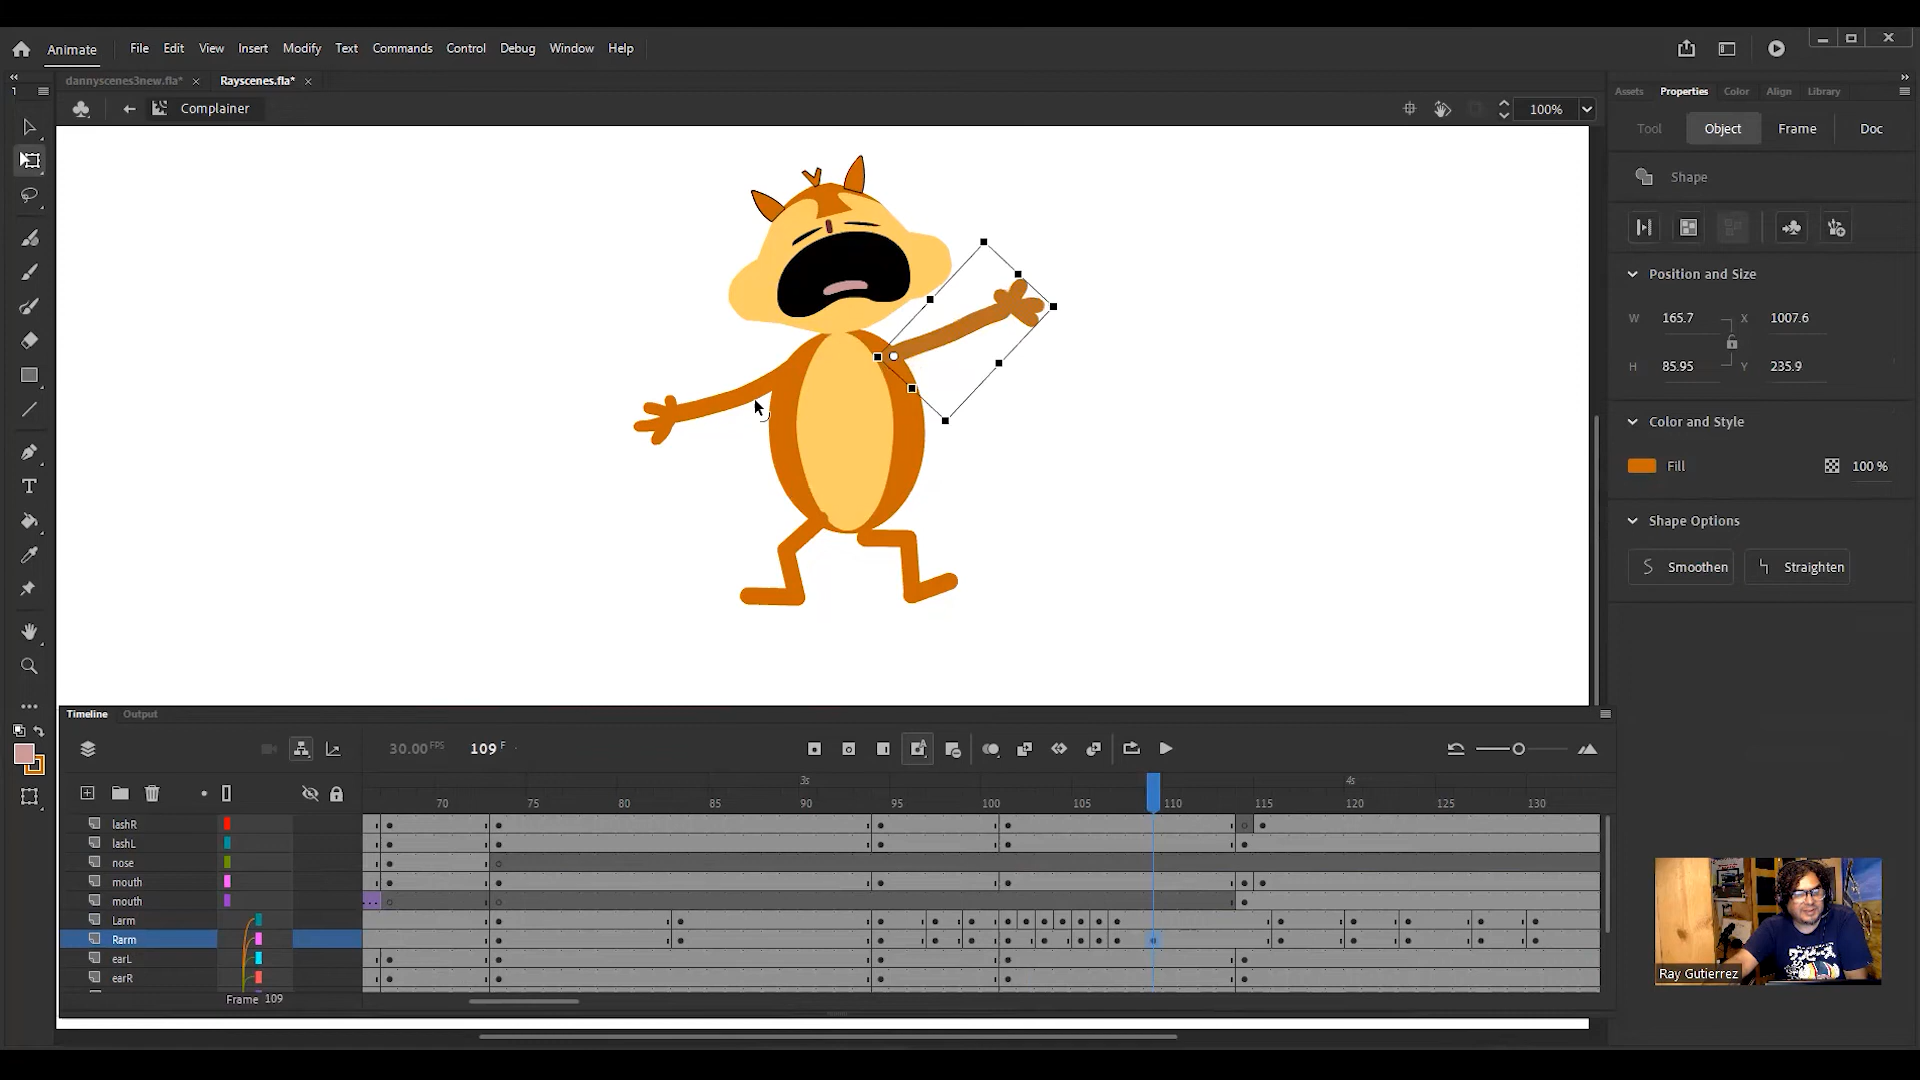 Animate File Edit View Insert Modify Text Commands Control Debug Window Help
dannyscenes3new.fla* × Rayscenes.fla* ×
1
Complainer
100%
Assets Properties Color Align Library
Tool Object Frame Doc
Shape
Position and Size
W 165.7 X 1007.6
H 85.95 Y 235.9
Color and Style
Fill 100 %
Shape Options
Smoothen Straighten
Timeline Output
30.00 FPS 109 F
3s 4s
70 75 80 85 90 95 100 105 110 115 120 125 130
lashR
lashL
nose
mouth
mouth
Larm
Rarm
earL
earR
Frame 109
Ray Gutierrez